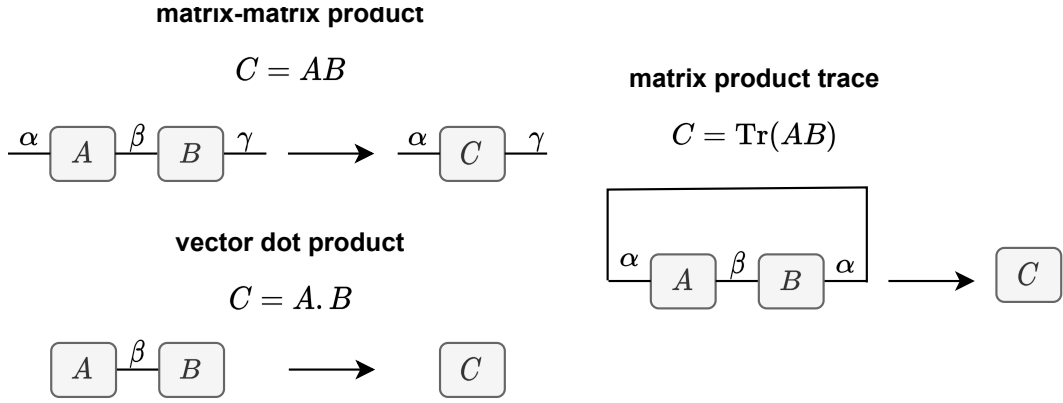 matrix-matrix product
C = AB
α A β B γ α C γ
vector dot product
C = A.B
A β B C
matrix product trace
C = Tr(AB)
α A β B α C